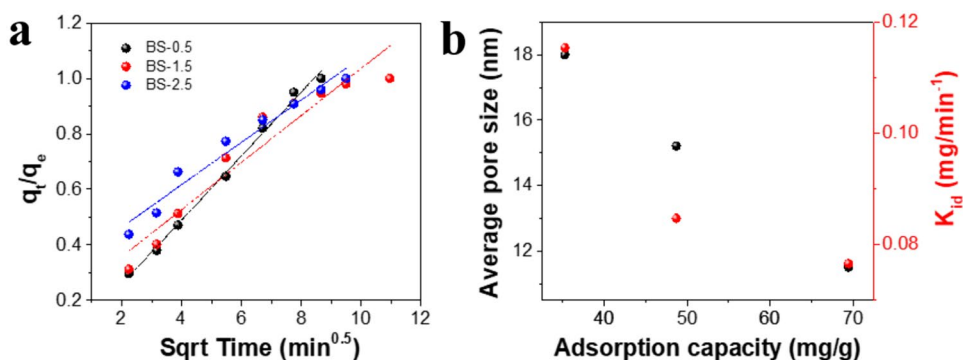 a
BS-0.5
BS-1.5
BS-2.5
1.2
1.0
0.8
0.6
0.4
0.2
qt/qe
2 4 6 8 10 12
Sqrt Time (min0.5)
b
18
16
14
12
Average pore size (nm)
40 50 60 70
Adsorption capacity (mg/g)
0.12
0.10
0.08
Kid (mg/min-1)